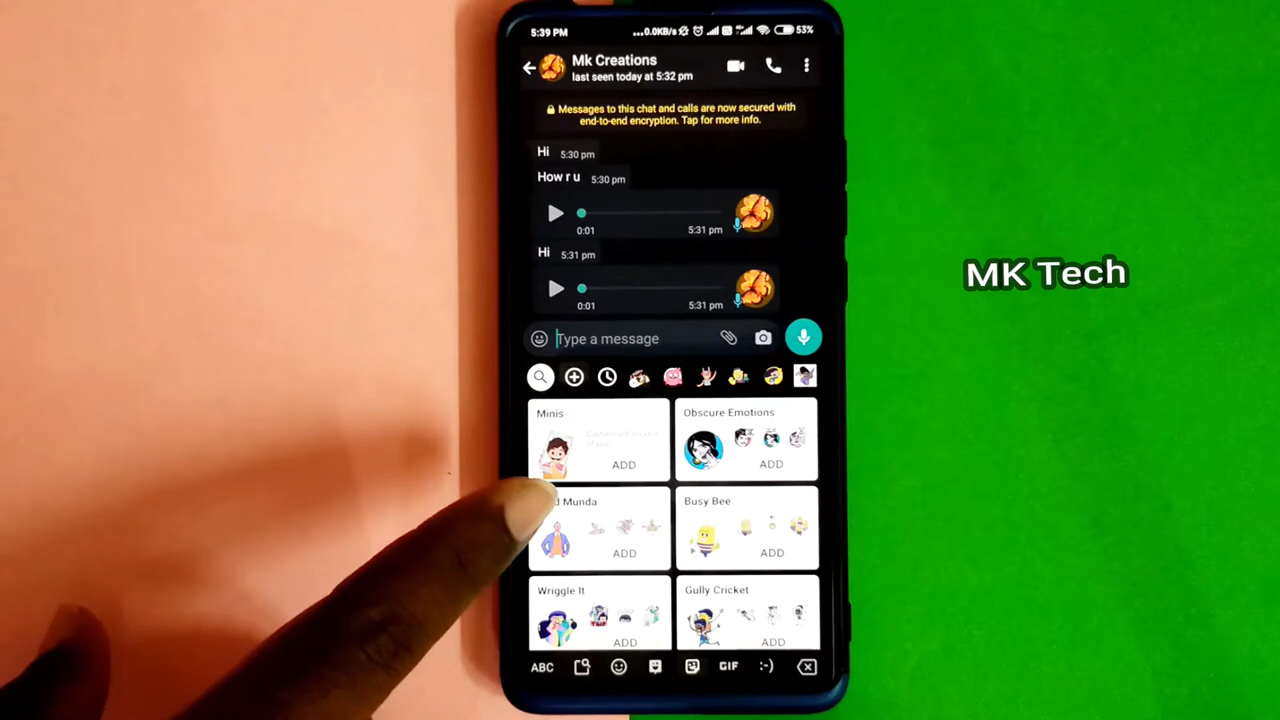 5:39 PM
...0.0KB/s
53%
Mk Creations
last seen today at 5:32 pm
Messages to this chat and calls are now secured with
end-to-end encryption. Tap for more info.
Hi 5:30 pm
How r u 5:30 pm
0:01 5:31 pm
Hi 5:31 pm
0:01 5:31 pm
Type a message
MK Tech
Minis
Customised stickers
of you
ADD
Obscure Emotions
ADD
Munda
ADD
Busy Bee
ADD
Wriggle It
ADD
Gully Cricket
ADD
ABC
GIF
:-)